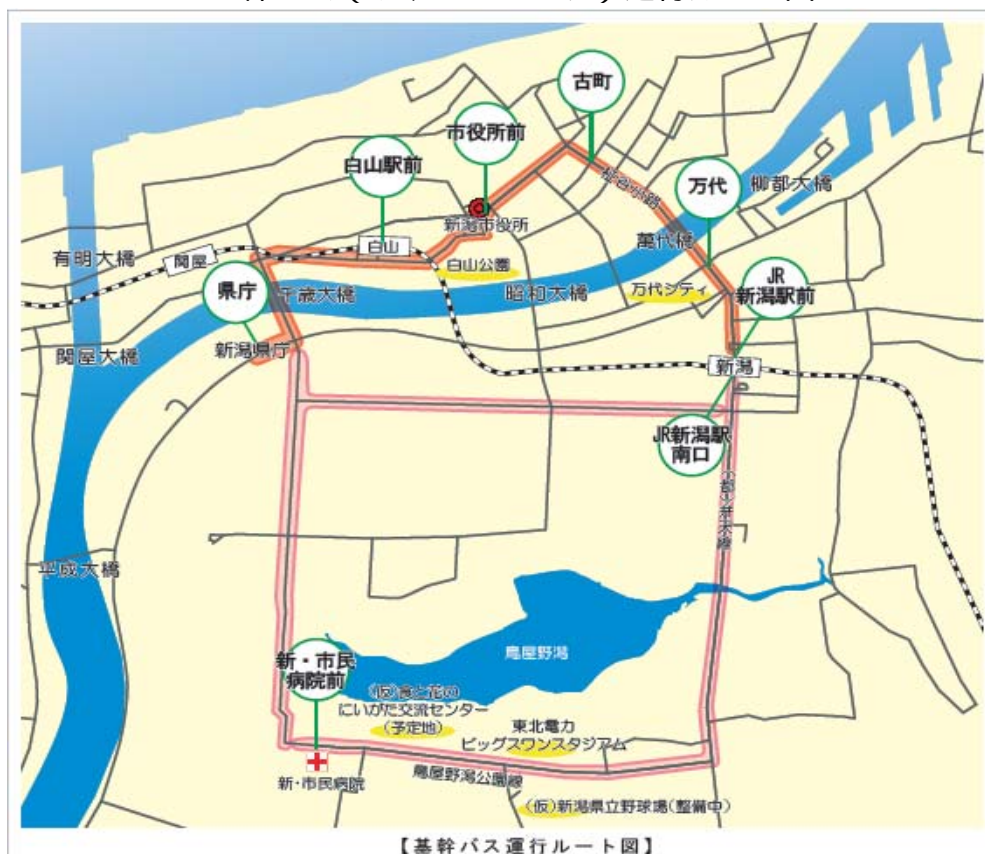 古町
市役所前
白山駅前
万代
柳都大橋
柾谷小路
新潟市役所
萬代橋
有明大橋
関屋
白山
白山公園
JR
新潟駅前
県庁
千歳大橋
昭和大橋
万代シティ
関屋大橋
新潟県庁
新潟
JR新潟駅
南口
(都)弁天線
平成大橋
鳥屋野潟
新・市民
病院前
(仮)食と花の
にいがた交流センター
(予定地)
東北電力
ビッグスワンスタジアム
新・市民病院
鳥屋野潟公園線
(仮)新潟県立野球場(整備中)
【基幹バス運行ルート図】